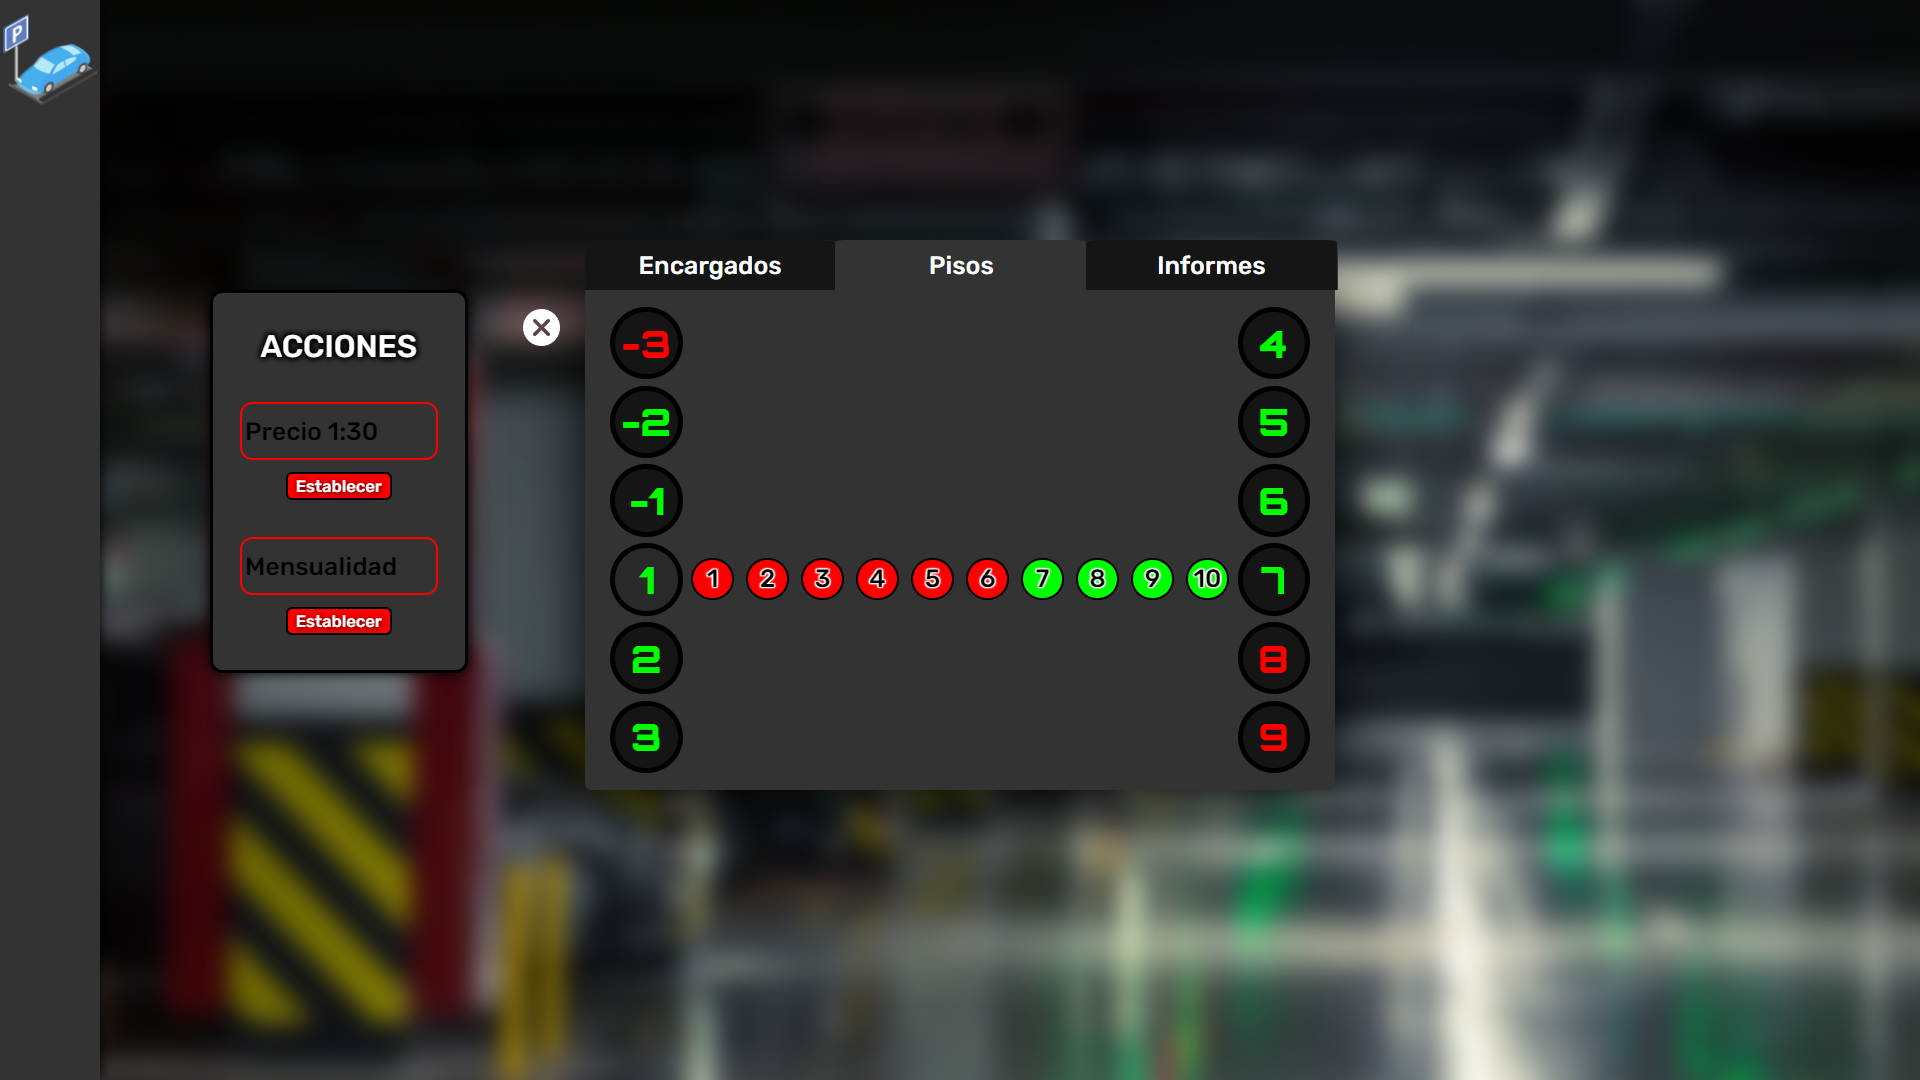 P
Encargados
Pisos
Informes
ACCIONES
Precio 1:30
Establecer
Mensualidad
Establecer
-3
-2
-1
1
2
3
1 2 3 4 5 6 7 8 9 10
4
5
6
7
8
9